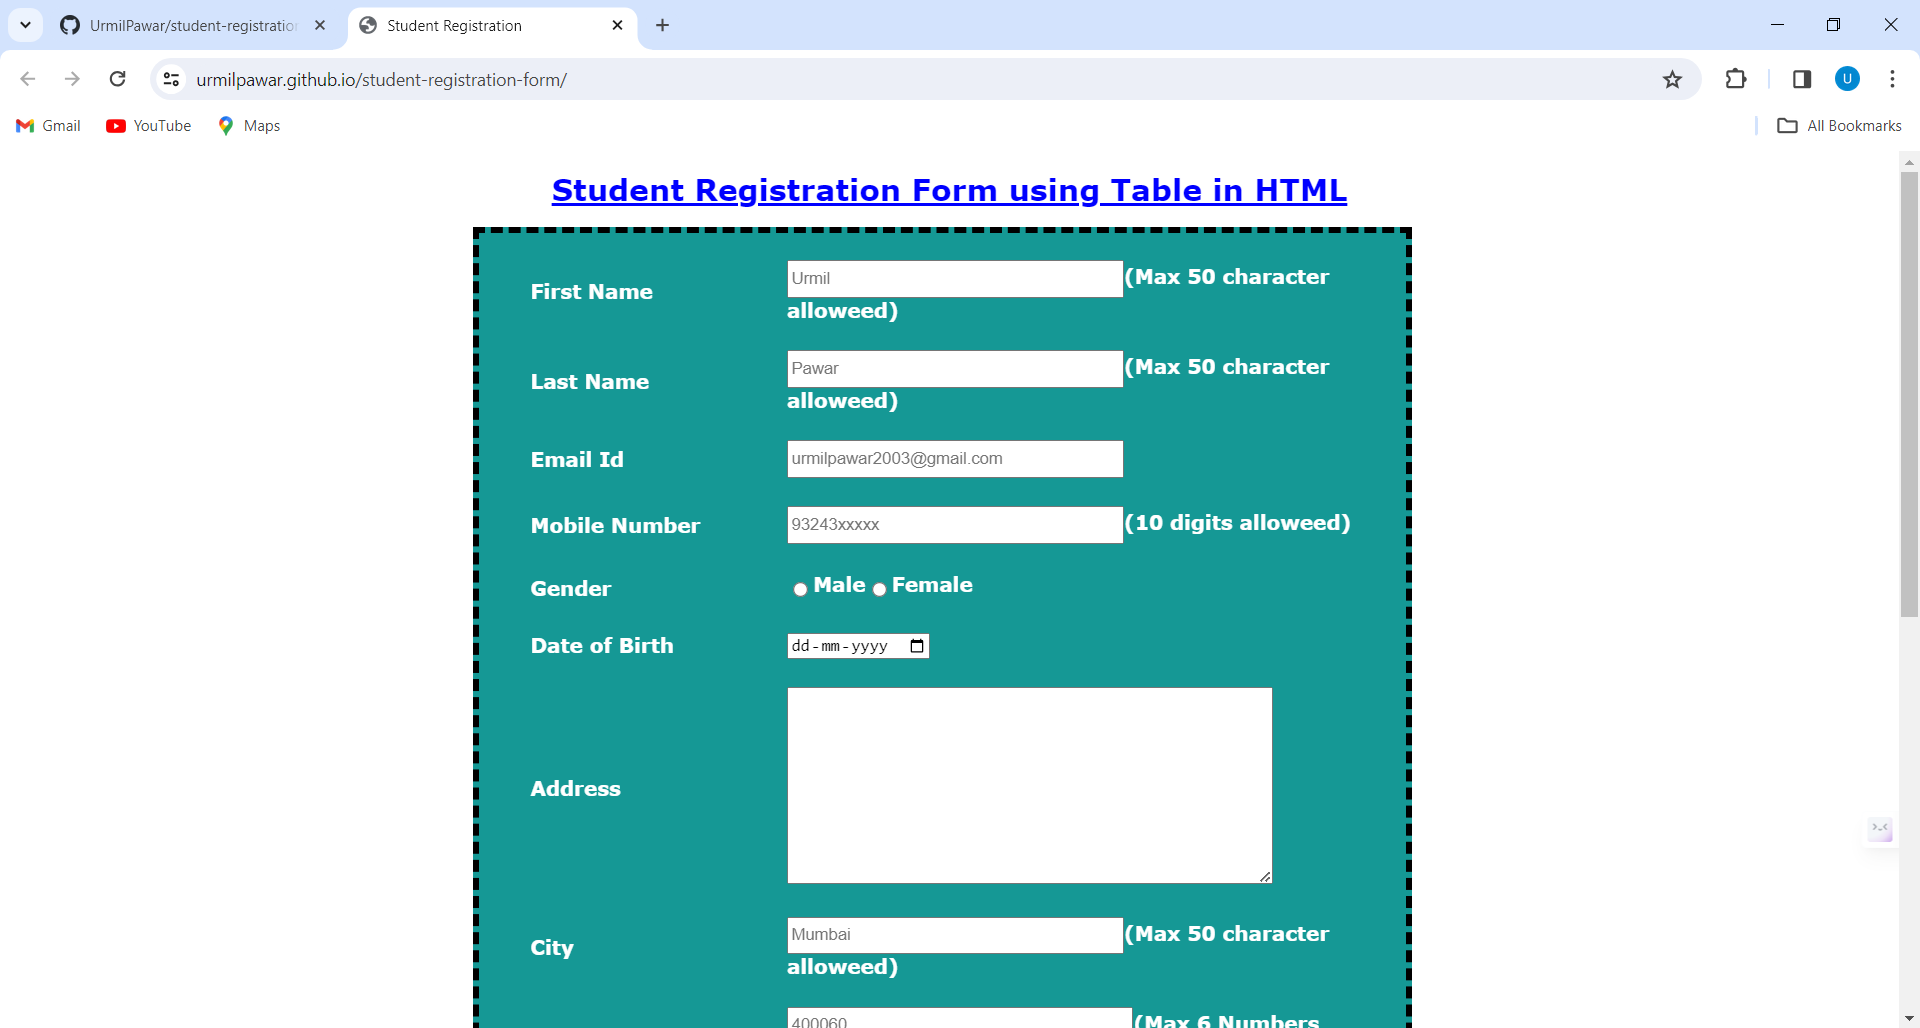 UrmilPawar/student-registratio
Student Registration
urmilpawar.github.io/student-registration-form/
U
Gmail
YouTube
Maps
All Bookmarks
Student Registration Form using Table in HTML
First Name
Urmil
(Max 50 character
alloweed)
Last Name
Pawar
(Max 50 character
alloweed)
Email Id
urmilpawar2003@gmail.com
Mobile Number
93243xxxxx
(10 digits alloweed)
Gender
Male
Female
Date of Birth
dd-mm-yyyy
Address
City
Mumbai
(Max 50 character
alloweed)
400060
(Max 6 Numbers